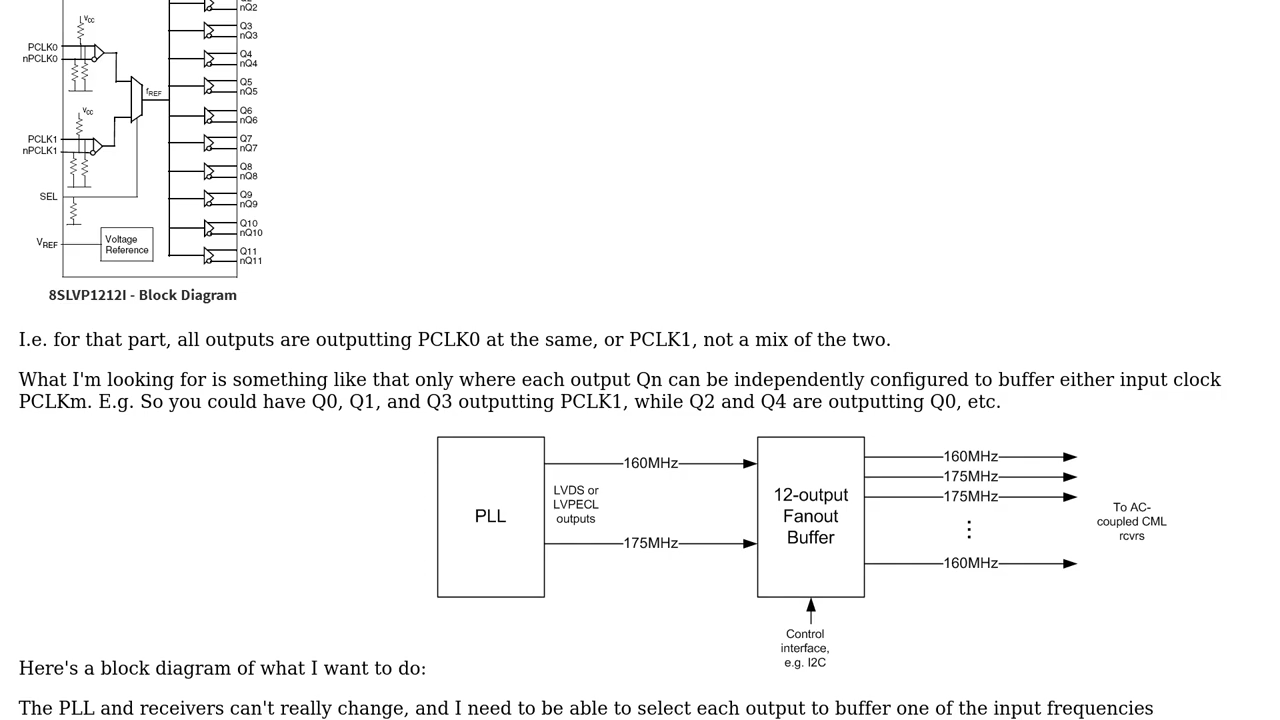 nQ2
VCC
Q3
nQ3
PCLK0
nPCLK0
Q4
nQ4
Q5
nQ5
fREF
VCC
Q6
nQ6
PCLK1
nPCLK1
Q7
nQ7
Q8
nQ8
SEL
Q9
nQ9
Q10
nQ10
VREF
Voltage
Reference
Q11
nQ11
8SLVP1212I - Block Diagram
I.e. for that part, all outputs are outputting PCLK0 at the same, or PCLK1, not a mix of the two.
What I'm looking for is something like that only where each output Qn can be independently configured to buffer either input clock
PCLKm. E.g. So you could have Q0, Q1, and Q3 outputting PCLK1, while Q2 and Q4 are outputting Q0, etc.
PLL
160MHz
LVDS or
LVPECL
outputs
175MHz
12-output
Fanout
Buffer
160MHz
175MHz
175MHz
160MHz
To AC-
coupled CML
rcvrs
Control
interface,
e.g. I2C
Here's a block diagram of what I want to do:
The PLL and receivers can't really change, and I need to be able to select each output to buffer one of the input frequencies